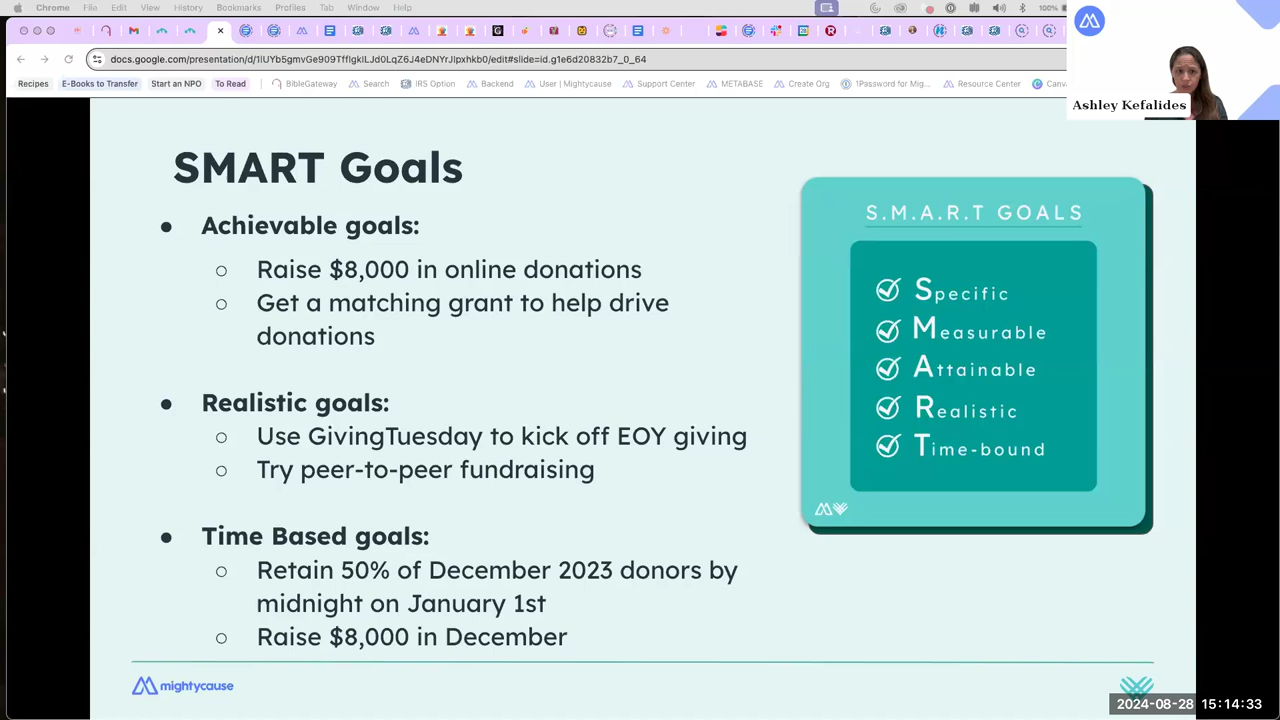 Chrome File Edit View History Bookmarks Profiles Tab Window Help 100%
docs.google.com/presentation/d/
edit#slide=id.g1e6d20832b7_0_64
Recipes E-Books to Transfer Start an NPO To Read BibleGateway Search IRS Option Backend User | Mightycause Support Center METABASE Create Org 1Password for Mig... Resource Center Canv
Ashley Kefalides
SMART Goals
● Achievable goals:
○ Raise $8,000 in online donations
○ Get a matching grant to help drive
donations
● Realistic goals:
○ Use GivingTuesday to kick off EOY giving
○ Try peer-to-peer fundraising
● Time Based goals:
○ Retain 50% of December 2023 donors by
midnight on January 1st
○ Raise $8,000 in December
S.M.A.R.T GOALS
Specific
Measurable
Attainable
Realistic
Time-bound
mightycause
2024-08-28 15:14:33